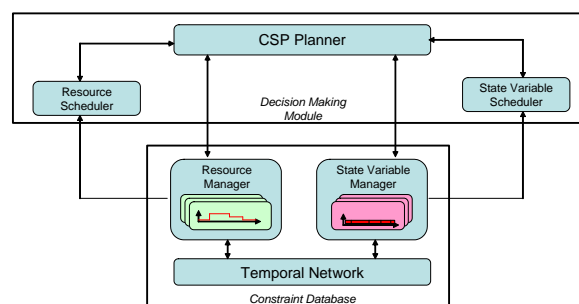 CSP Planner
Resource
Scheduler
State Variable
Scheduler
Decision Making
Module
Resource
Manager
State Variable
Manager
Temporal Network
Constraint Database